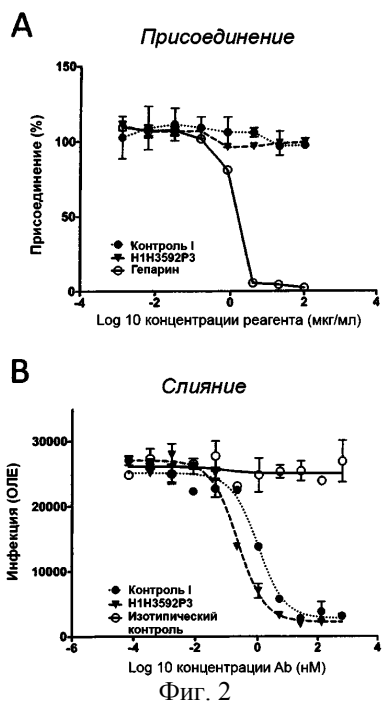 A
Присоединение
Присоединение (%)
150
100
50
0
Контроль I
H1H3592P3
Гепарин
-4
-2
0
2
4
Log 10 концентрации реагента (мкг/мл)
B
Слияние
Инфекция (ОЛЕ)
30000
20000
10000
0
Контроль I
H1H3592P3
Изотипический
контроль
-6
-4
-2
0
2
4
Log 10 концентрации Ab (нМ)
Фиг. 2